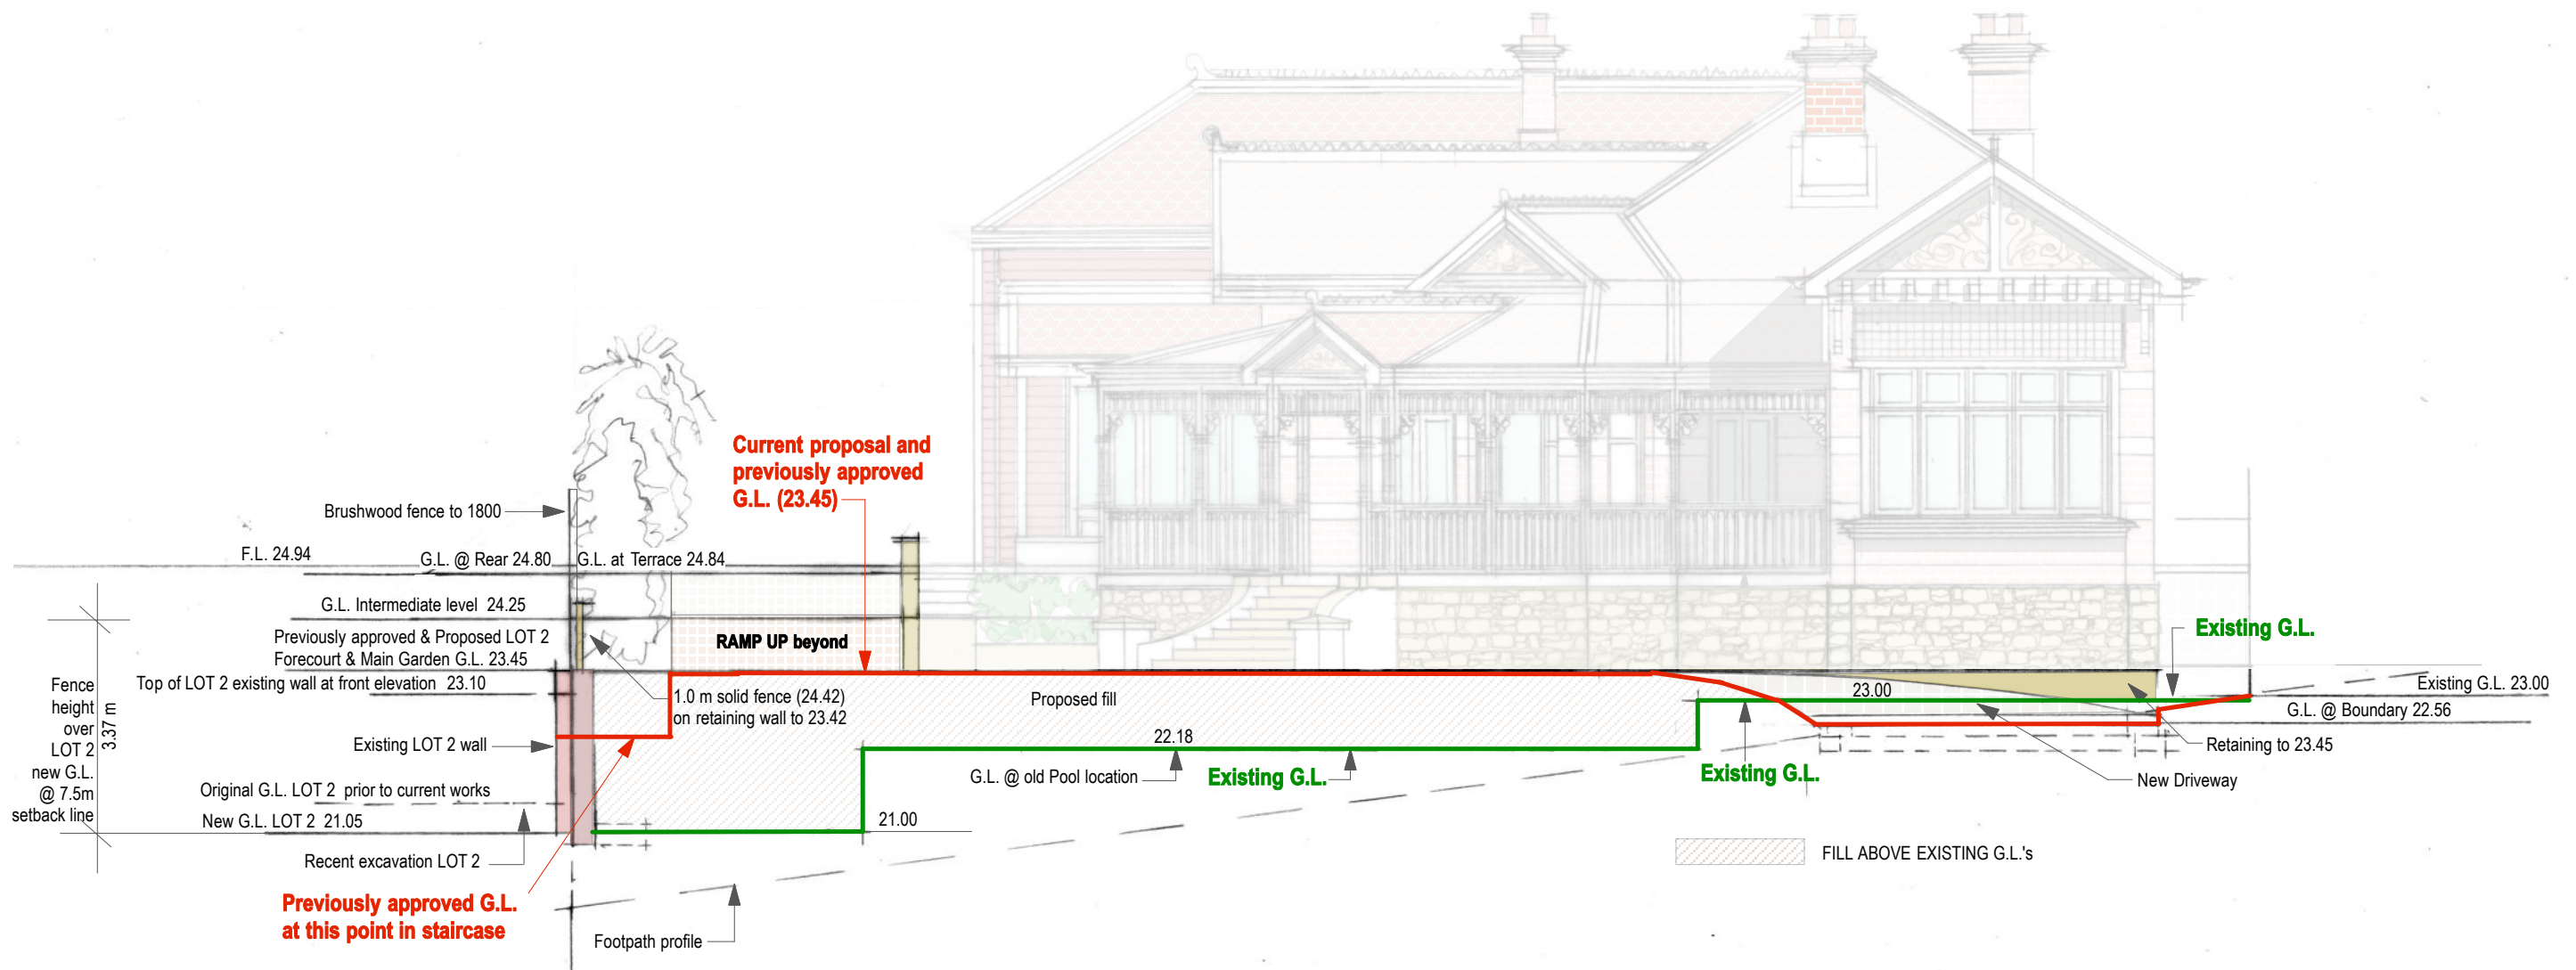 Current proposal and
previously approved
G.L. (23.45)
Brushwood fence to 1800
F.L. 24.94
G.L. @ Rear 24.80
G.L. at Terrace 24.84
G.L. Intermediate level 24.25
Previously approved & Proposed LOT 2
Forecourt & Main Garden G.L. 23.45
RAMP UP beyond
Existing G.L.
Top of LOT 2 existing wall at front elevation 23.10
Fence
height
over
LOT 2
new G.L.
@ 7.5m
setback line
3.37 m
1.0 m solid fence (24.42)
on retaining wall to 23.42
Proposed fill
23.00
Existing G.L. 23.00
G.L. @ Boundary 22.56
Existing LOT 2 wall
22.18
Retaining to 23.45
G.L. @ old Pool location
Existing G.L.
Existing G.L.
New Driveway
Original G.L. LOT 2 prior to current works
New G.L. LOT 2 21.05
21.00
Recent excavation LOT 2
FILL ABOVE EXISTING G.L.'s
Previously approved G.L.
at this point in staircase
Footpath profile